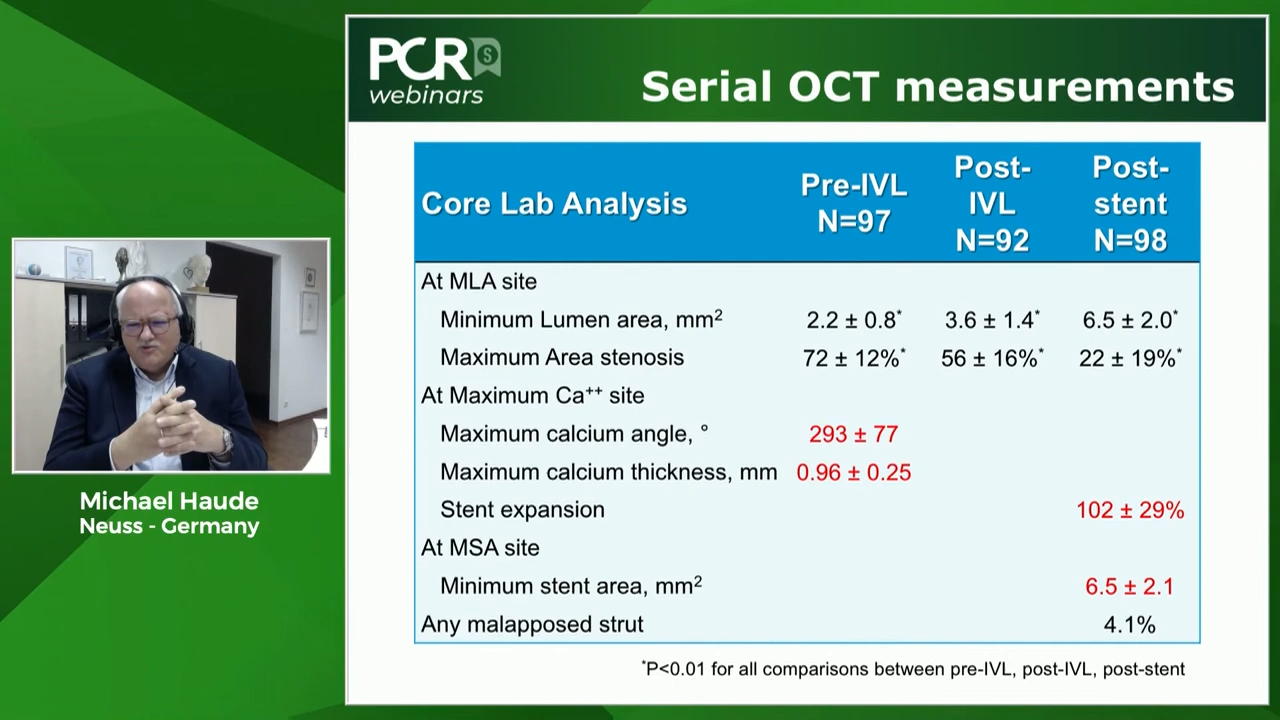 PCR
webinars
Serial OCT measurements
Core Lab Analysis
Pre-IVL
N=97
Post-
IVL
N=92
Post-
stent
N=98
At MLA site
Minimum Lumen area, mm² 2.2 ± 0.8* 3.6 ± 1.4* 6.5 ± 2.0*
Maximum Area stenosis 72 ± 12%* 56 ± 16%* 22 ± 19%*
At Maximum Ca⁺⁺ site
Maximum calcium angle, ° 293 ± 77
Maximum calcium thickness, mm 0.96 ± 0.25
Stent expansion 102 ± 29%
At MSA site
Minimum stent area, mm² 6.5 ± 2.1
Any malapposed strut 4.1%
*P<0.01 for all comparisons between pre-IVL, post-IVL, post-stent
Michael Haude
Neuss - Germany